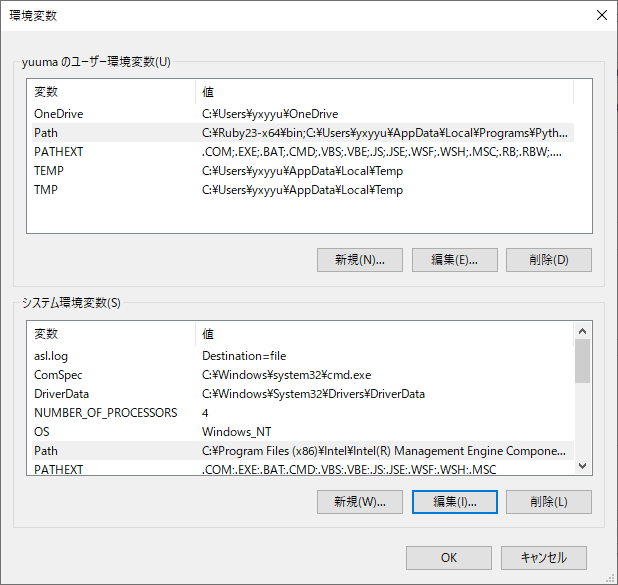 環境変数
yuuma のユーザー環境変数(U)
変数 値
OneDrive C:¥Users¥yxyyu¥OneDrive
Path C:¥Ruby23-x64¥bin;C:¥Users¥yxyyu¥AppData¥Local¥Programs¥Pyth...
PATHEXT .COM;.EXE;.BAT;.CMD;.VBS;.VBE;.JS;.JSE;.WSF;.WSH;.MSC;.RB;.RBW;....
TEMP C:¥Users¥yxyyu¥AppData¥Local¥Temp
TMP C:¥Users¥yxyyu¥AppData¥Local¥Temp
新規(N)... 編集(E)... 削除(D)
システム環境変数(S)
変数 値
asl.log Destination=file
ComSpec C:¥Windows¥system32¥cmd.exe
DriverData C:¥Windows¥System32¥Drivers¥DriverData
NUMBER_OF_PROCESSORS 4
OS Windows_NT
Path C:¥Program Files (x86)¥Intel¥Intel(R) Management Engine Compone...
PATHEXT .COM;.EXE;.BAT;.CMD;.VBS;.VBE;.JS;.JSE;.WSF;.WSH;.MSC
新規(W)... 編集(I)... 削除(L)
OK キャンセル